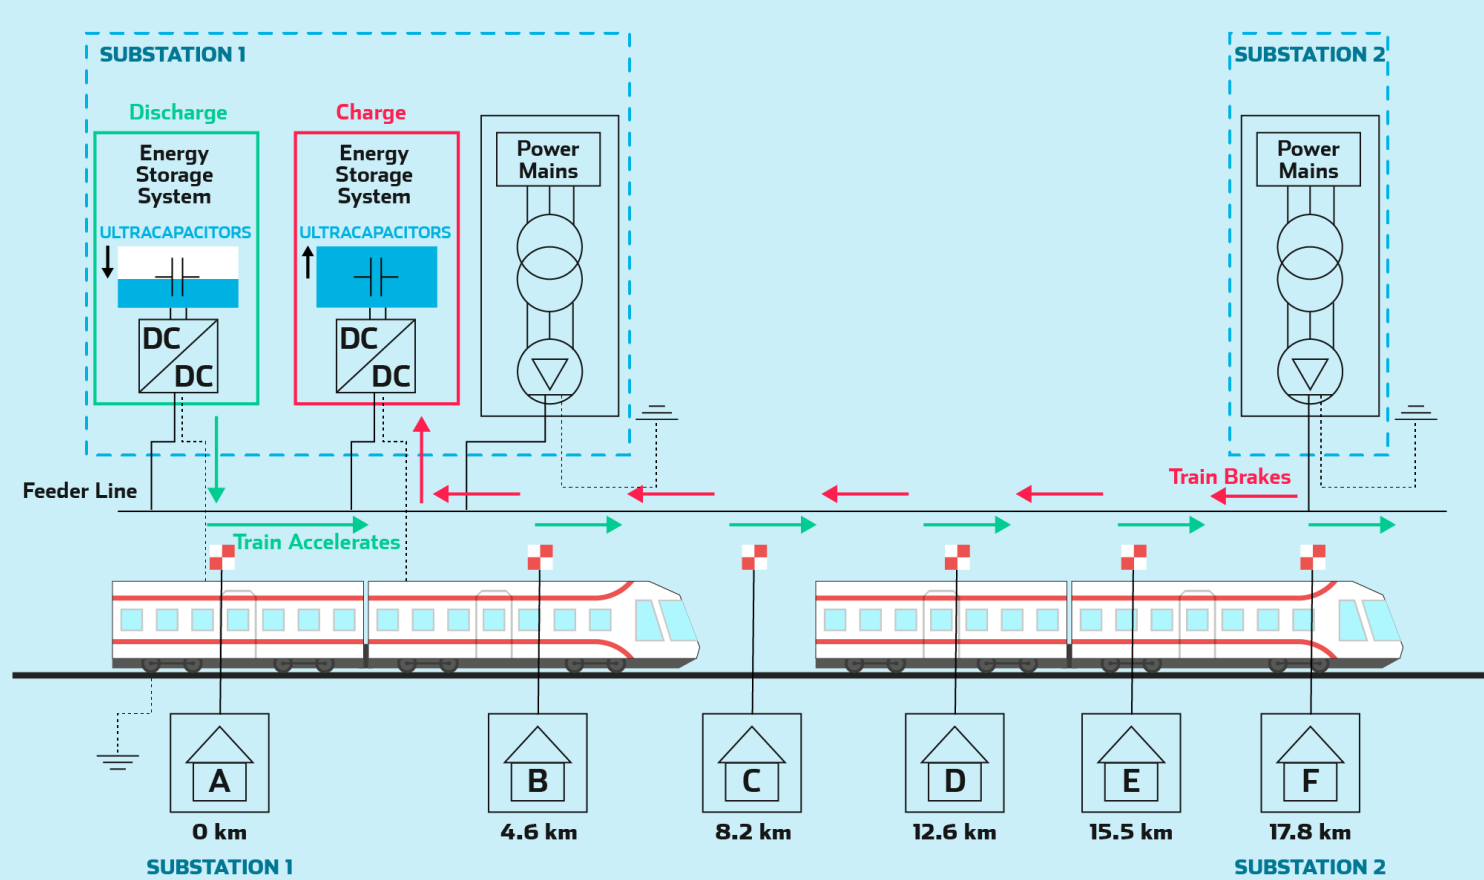 SUBSTATION 1
SUBSTATION 2
Discharge
Charge
Energy
Storage
System
ULTRACAPACITORS
DC
DC
Energy
Storage
System
ULTRACAPACITORS
DC
DC
Power
Mains
Power
Mains
Feeder Line
Train Brakes
Train Accelerates
A
B
C
D
E
F
0 km
4.6 km
8.2 km
12.6 km
15.5 km
17.8 km
SUBSTATION 1
SUBSTATION 2